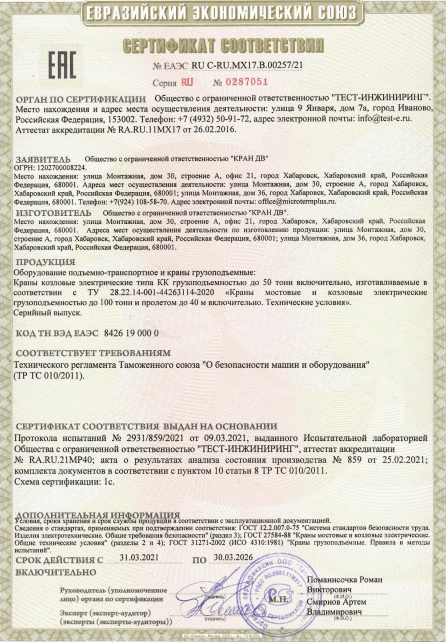 ЕВРАЗИЙСКИЙ ЭКОНОМИЧЕСКИЙ СОЮЗ
СЕРТИФИКАТ СООТВЕТСТВИЯ
ЕАС
№ ЕАЭС RU C-RU.MX17.B.00257/21
Серия RU № 0287051
ОРГАН ПО СЕРТИФИКАЦИИ Общество с ограниченной ответственностью "ТЕСТ-ИНЖИНИРИНГ".
Место нахождения и адрес места осуществления деятельности: улица 9 Января, дом 7а, город Иваново,
Российская Федерация, 153002. Телефон: +7 (4932) 50-91-72, адрес электронной почты: info@test-e.ru.
Аттестат аккредитации № RA.RU.11МХ17 от 26.02.2016.
ЗАЯВИТЕЛЬ Общество с ограниченной ответственностью "КРАН ДВ"
ОГРН: 1202700008224.
Место нахождения: улица Монтажная, дом 30, строение А, офис 21, город Хабаровск, Хабаровский край, Российская
Федерация, 680001. Адреса мест осуществления деятельности: улица Монтажная, дом 30, строение А, город Хабаровск,
Хабаровский край, Российская Федерация, 680001; улица Монтажная, дом 36, город Хабаровск, Хабаровский край, Российская
Федерация, 680001. Телефон: +7(924) 108-58-70. Адрес электронной почты: office@microtermplus.ru.
ИЗГОТОВИТЕЛЬ Общество с ограниченной ответственностью "КРАН ДВ".
Место нахождения: улица Монтажная, дом 30, строение А, офис 21, город Хабаровск, Хабаровский край, Российская
Федерация, 680001. Адреса мест осуществления деятельности по изготовлению продукции: улица Монтажная, дом 30,
строение А, город Хабаровск, Хабаровский край, Российская Федерация, 680001; улица Монтажная, дом 36, город Хабаровск,
Хабаровский край, Российская Федерация, 680001.
ПРОДУКЦИЯ
Оборудование подъемно-транспортное и краны грузоподъемные:
Краны козловые электрические типа КК грузоподъемностью до 50 тонн включительно, изготавливаемые в
соответствии с ТУ 28.22.14-001-44263114-2020 «Краны мостовые и козловые электрические
грузоподъемностью до 100 тонн и пролетом до 40 м включительно. Технические условия».
Серийный выпуск.
КОД ТН ВЭД ЕАЭС 8426 19 000 0
СООТВЕТСТВУЕТ ТРЕБОВАНИЯМ
Технического регламента Таможенного союза "О безопасности машин и оборудования"
(ТР ТС 010/2011).
СЕРТИФИКАТ СООТВЕТСТВИЯ ВЫДАН НА ОСНОВАНИИ
Протокола испытаний № 2931/859/2021 от 09.03.2021, выданного Испытательной лабораторией
Общества с ограниченной ответственностью "ТЕСТ-ИНЖИНИРИНГ", аттестат аккредитации
№ RA.RU.21МР40; акта о результатах анализа состояния производства № 859 от 25.02.2021;
комплекта документов в соответствии с пунктом 10 статьи 8 ТР ТС 010/2011.
Схема сертификации: 1с.
ДОПОЛНИТЕЛЬНАЯ ИНФОРМАЦИЯ
Условия, срока хранения и срок службы продукции в соответствии с эксплуатационной документацией.
Сведения о стандартах, применяемых при подтверждении соответствия: ГОСТ 12.2.007.0-75 "Система стандартов безопасности труда.
Изделия электротехнические. Общие требования безопасности" (раздел 3); ГОСТ 27584-88 "Краны мостовые и козловые электрические.
Общие технические условия" (разделы 2 и 4); ГОСТ 31271-2002 (ИСО 4310:1981) "Краны грузоподъемные. Правила и методы
испытаний".
СРОК ДЕЙСТВИЯ С 31.03.2021 ПО 30.03.2026
ВКЛЮЧИТЕЛЬНО
Руководитель (уполномоченное лицо) органа по сертификации
Поманисочка Роман Викторович
(Ф.И.О.)
М.П.
Эксперт (эксперт-аудитор)
(эксперты (эксперты-аудиторы))
Смирнов Артем Владимирович
(Ф.И.О.)